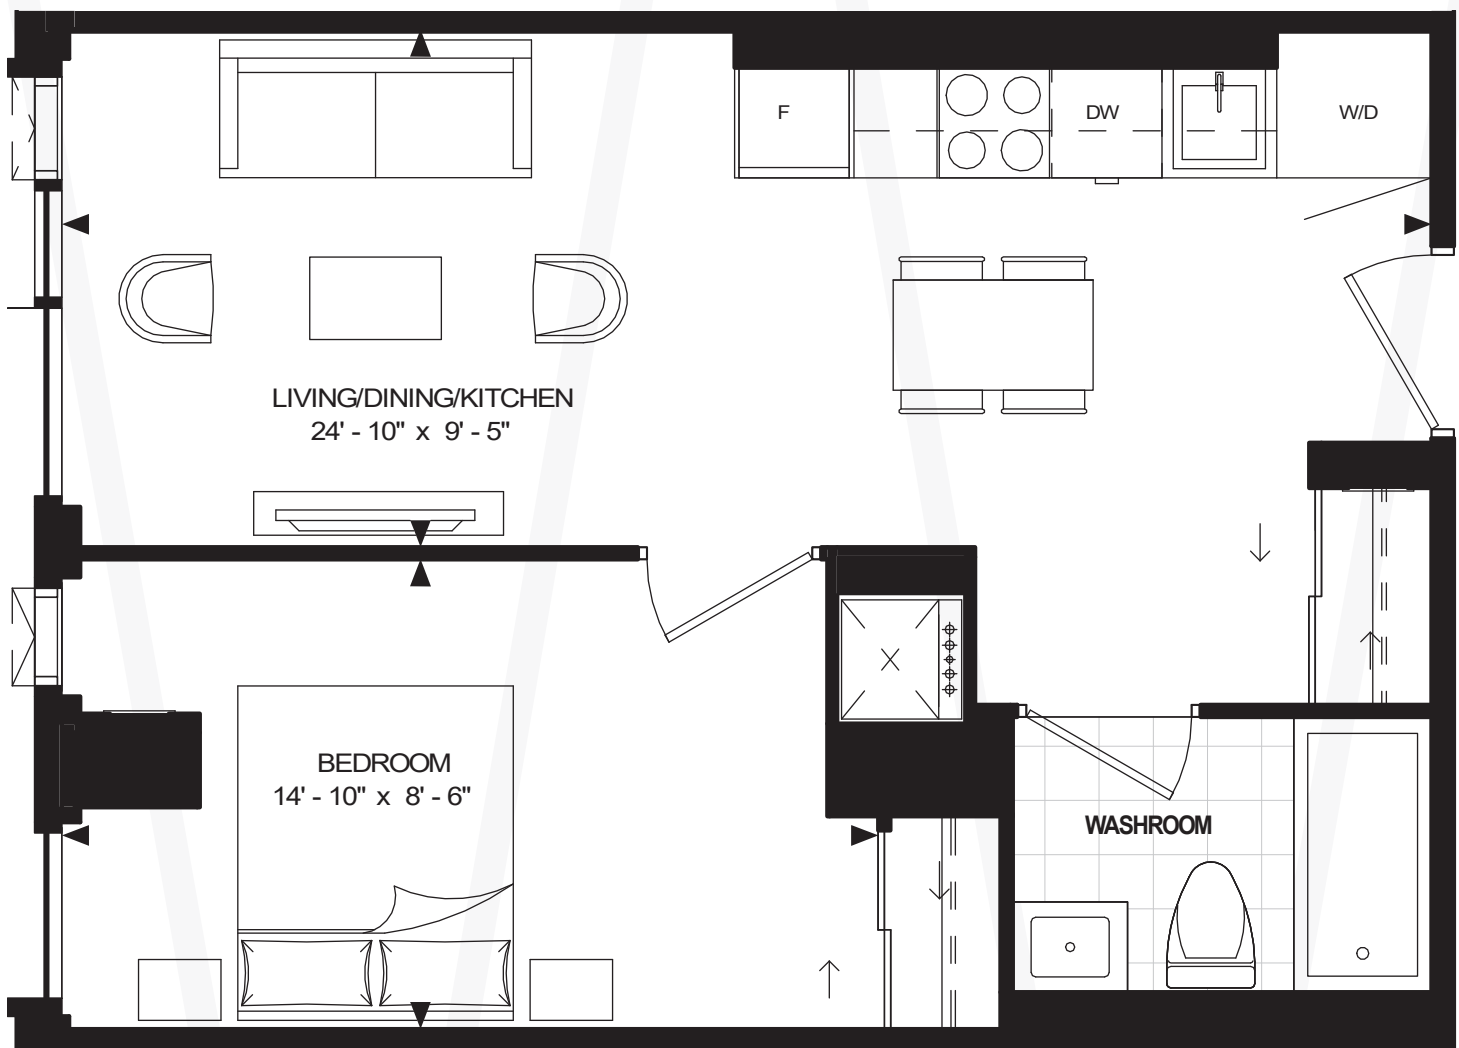 F
DW
W/D
LIVING/DINING/KITCHEN
24' - 10" x 9' - 5"
BEDROOM
14' - 10" x 8' - 6"
WASHROOM